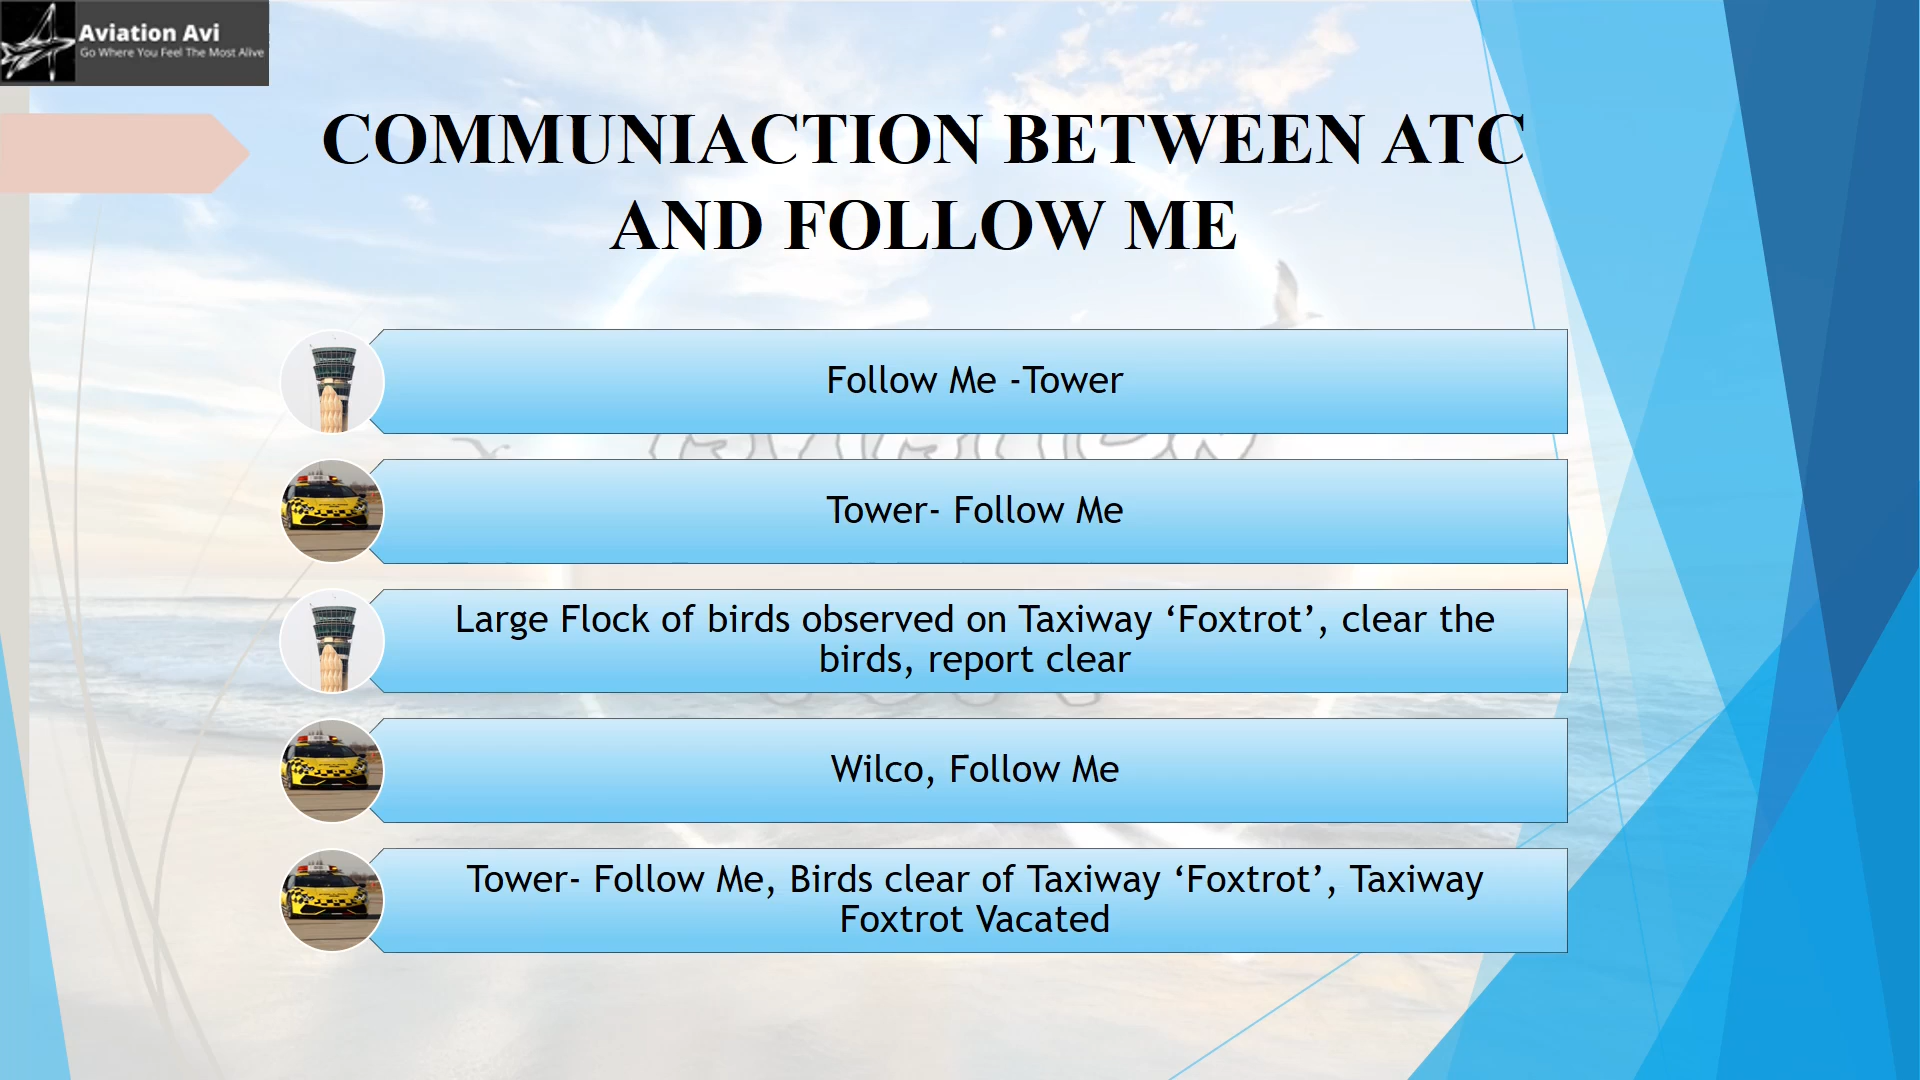 Aviation Avi
Go Where You Feel The Most Alive
COMMUNIACTION BETWEEN ATC
AND FOLLOW ME
Follow Me -Tower
Tower- Follow Me
Large Flock of birds observed on Taxiway ‘Foxtrot’, clear the
birds, report clear
Wilco, Follow Me
Tower- Follow Me, Birds clear of Taxiway ‘Foxtrot’, Taxiway
Foxtrot Vacated